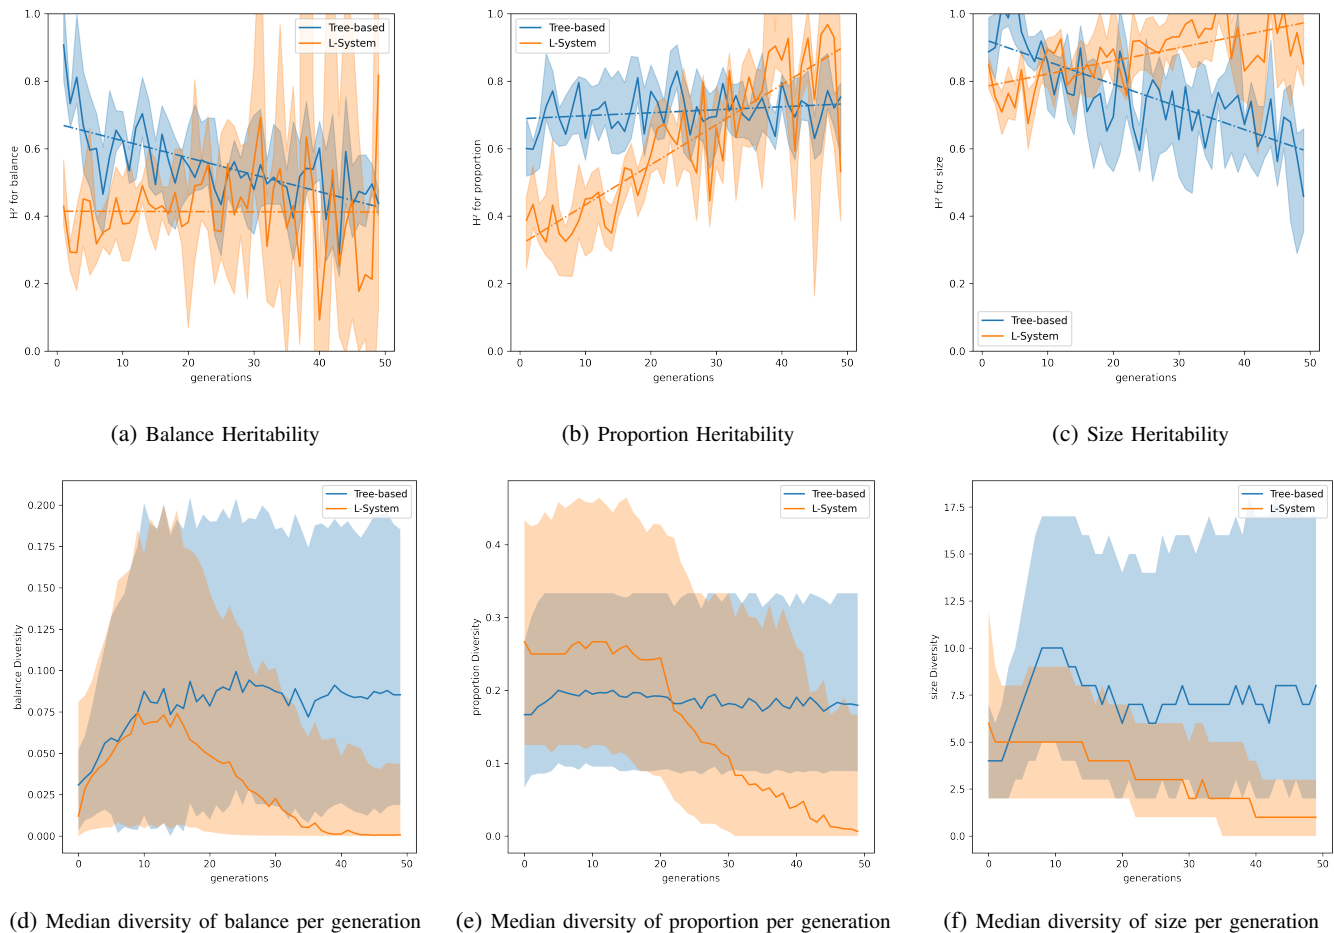 1.0
0.8
0.6
0.4
0.2
0.0
H² for balance
0 10 20 30 40 50
generations
Tree-based
L-System
(a) Balance Heritability
1.0
0.8
0.6
0.4
0.2
0.0
H² for proportion
0 10 20 30 40 50
generations
Tree-based
L-System
(b) Proportion Heritability
1.0
0.8
0.6
0.4
0.2
0.0
H² for size
0 10 20 30 40 50
generations
Tree-based
L-System
(c) Size Heritability
0.200
0.175
0.150
0.125
0.100
0.075
0.050
0.025
0.000
balance Diversity
0 10 20 30 40 50
generations
Tree-based
L-System
(d) Median diversity of balance per generation
0.4
0.3
0.2
0.1
0.0
proportion Diversity
0 10 20 30 40 50
generations
Tree-based
L-System
(e) Median diversity of proportion per generation
17.5
15.0
12.5
10.0
7.5
5.0
2.5
0.0
size Diversity
0 10 20 30 40 50
generations
Tree-based
L-System
(f) Median diversity of size per generation